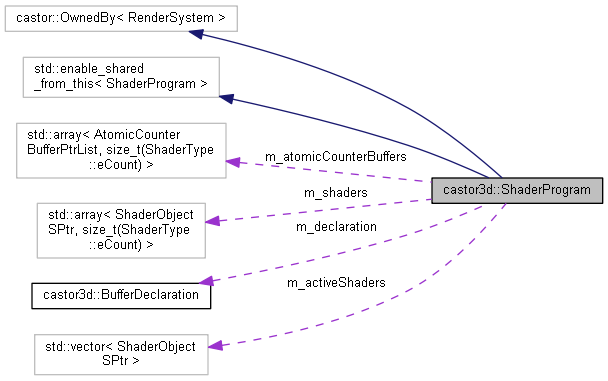 castor::OwnedBy< RenderSystem >
std::enable_shared
_from_this< ShaderProgram >
std::array< AtomicCounter
BufferPtrList, size_t(ShaderType
::eCount) >
m_atomicCounterBuffers
castor3d::ShaderProgram
m_shaders
std::array< ShaderObject
SPtr, size_t(ShaderType
::eCount) >
m_declaration
castor3d::BufferDeclaration
m_activeShaders
std::vector< ShaderObject
SPtr >